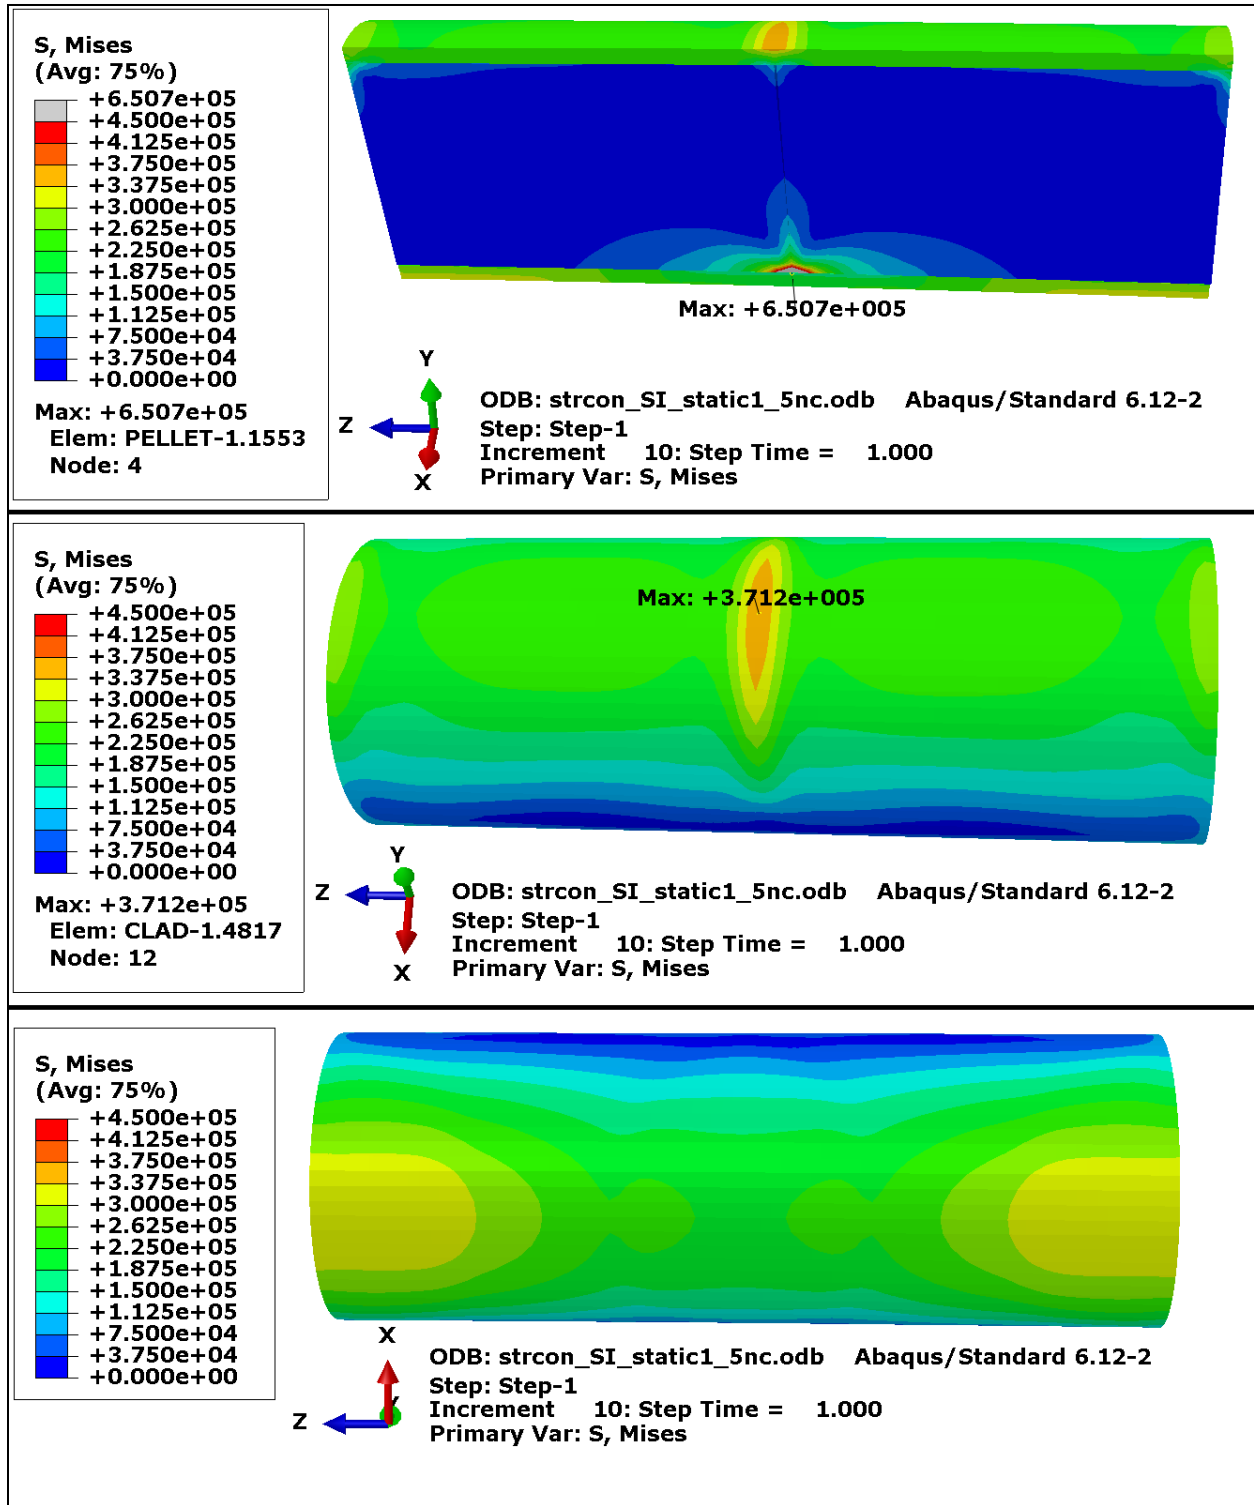 S, Mises
(Avg: 75%)
+6.507e+05
+4.500e+05
+4.125e+05
+3.750e+05
+3.375e+05
+3.000e+05
+2.625e+05
+2.250e+05
+1.875e+05
+1.500e+05
+1.125e+05
+7.500e+04
+3.750e+04
+0.000e+00
Max: +6.507e+05
Elem: PELLET-1.1553
Node: 4
Max: +6.507e+005
Y
Z
X
ODB: strcon_SI_static1_5nc.odb Abaqus/Standard 6.12-2
Step: Step-1
Increment 10: Step Time = 1.000
Primary Var: S, Mises
S, Mises
(Avg: 75%)
+4.500e+05
+4.125e+05
+3.750e+05
+3.375e+05
+3.000e+05
+2.625e+05
+2.250e+05
+1.875e+05
+1.500e+05
+1.125e+05
+7.500e+04
+3.750e+04
+0.000e+00
Max: +3.712e+05
Elem: CLAD-1.4817
Node: 12
Max: +3.712e+005
Y
Z
X
ODB: strcon_SI_static1_5nc.odb Abaqus/Standard 6.12-2
Step: Step-1
Increment 10: Step Time = 1.000
Primary Var: S, Mises
S, Mises
(Avg: 75%)
+4.500e+05
+4.125e+05
+3.750e+05
+3.375e+05
+3.000e+05
+2.625e+05
+2.250e+05
+1.875e+05
+1.500e+05
+1.125e+05
+7.500e+04
+3.750e+04
+0.000e+00
X
Y
Z
ODB: strcon_SI_static1_5nc.odb Abaqus/Standard 6.12-2
Step: Step-1
Increment 10: Step Time = 1.000
Primary Var: S, Mises